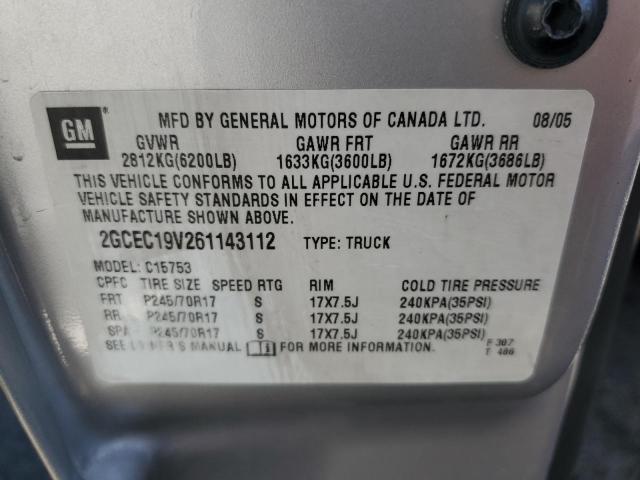 GM
MFD BY GENERAL MOTORS OF CANADA LTD. 08/05
GVWR GAWR FRT GAWR RR
2812KG(6200LB) 1633KG(3600LB) 1672KG(3686LB)
THIS VEHICLE CONFORMS TO ALL APPLICABLE U.S. FEDERAL MOTOR
VEHICLE SAFETY STANDARDS IN EFFECT ON THE DATE OF
MANUFACTURE SHOWN ABOVE.
2GCEC19V261143112 TYPE: TRUCK
MODEL: C15753
CPFC TIRE SIZE SPEED RTG RIM COLD TIRE PRESSURE
FRT P245/70R17 S 17X7.5J 240KPA(35PSI)
RR P245/70R17 S 17X7.5J 240KPA(35PSI)
SPA P245/70R17 S 17X7.5J 240KPA(35PSI)
SEE OWNER'S MANUAL FOR MORE INFORMATION.